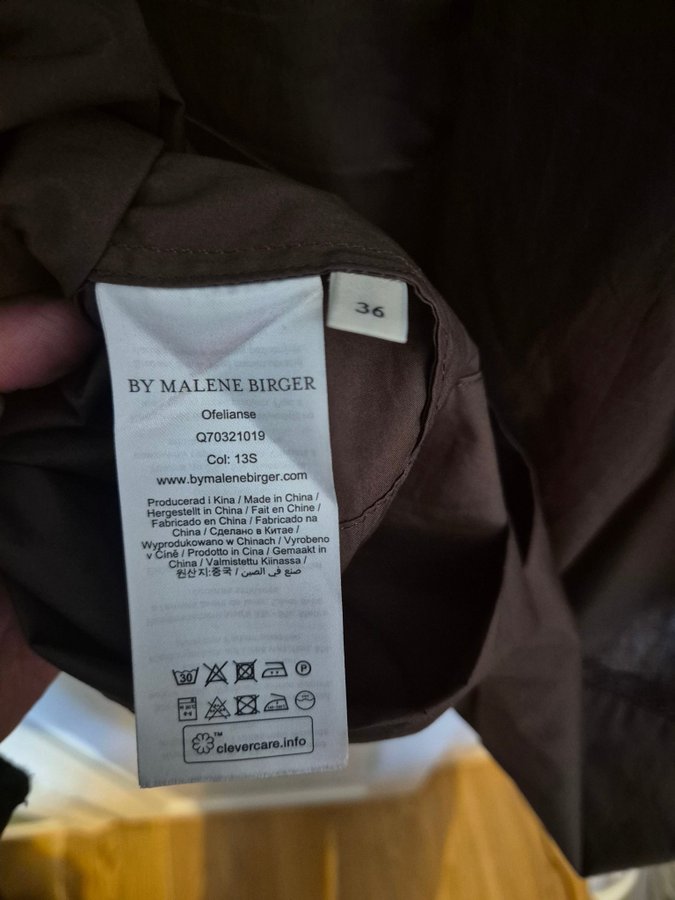 36
BY MALENE BIRGER
Ofelianse
Q70321019
Col: 13S
www.bymalenebirger.com
Producerad i Kina / Made in China /
Hergestellt in China / Fait en Chine /
Fabricado en China / Fabricado na
China / Сделано в Китае /
Wyprodukowano w Chinach / Vyrobeno
v Číně / Prodotto in Cina / Gemaakt in
China / Valmistettu Kiinassa /
원산지:중국 / صنع في الصين
30
P
™
clevercare.info